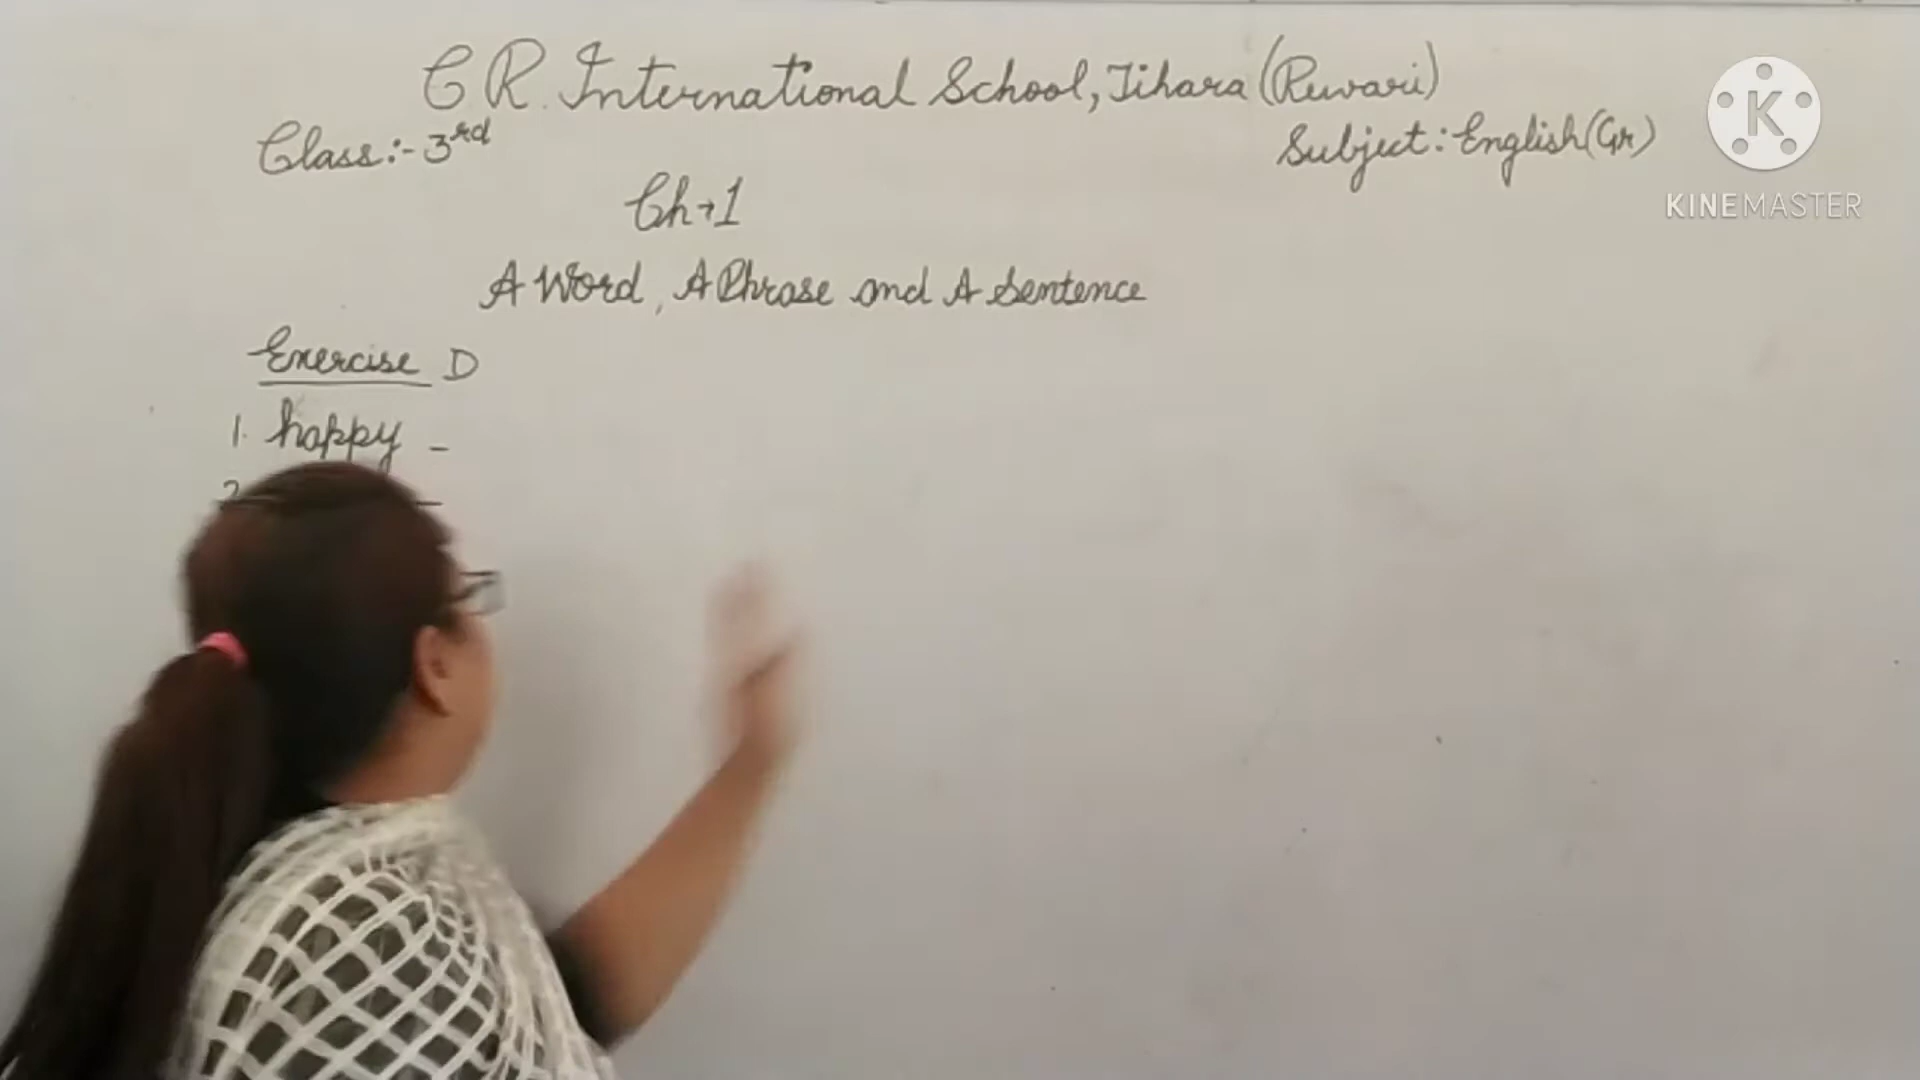 C R. International School, Jihara (Rewari)
Class:- 3rd
Subject: English(Gr)
Ch→1
A Word, A Phrase and A Sentence
Exercise D
1. happy -
2. -
K
KINEMASTER